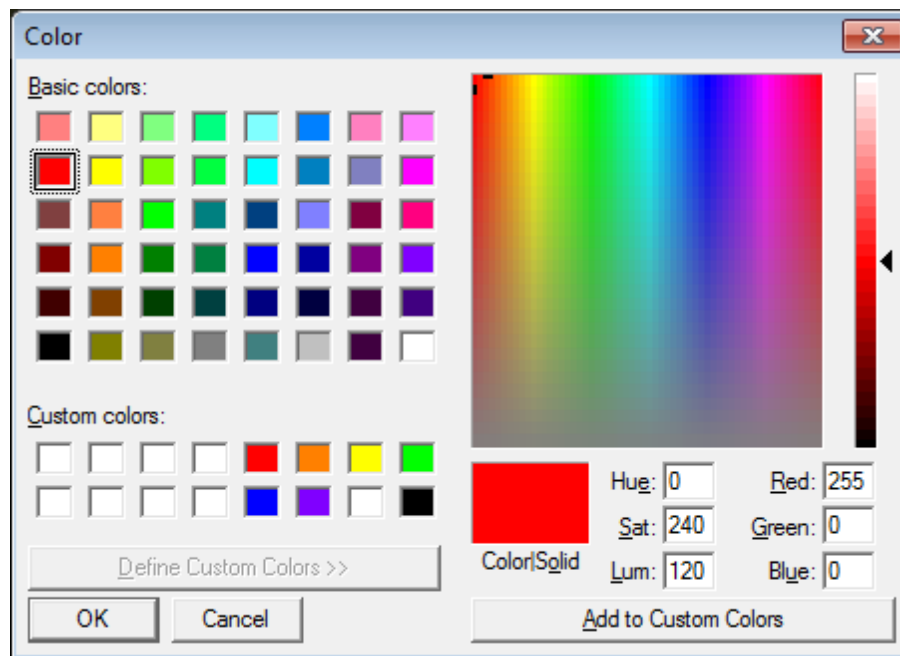 Color
Basic colors:
Custom colors:
Define Custom Colors >>
OK Cancel
Color|Solid
Hue: 0 Red: 255
Sat: 240 Green: 0
Lum: 120 Blue: 0
Add to Custom Colors